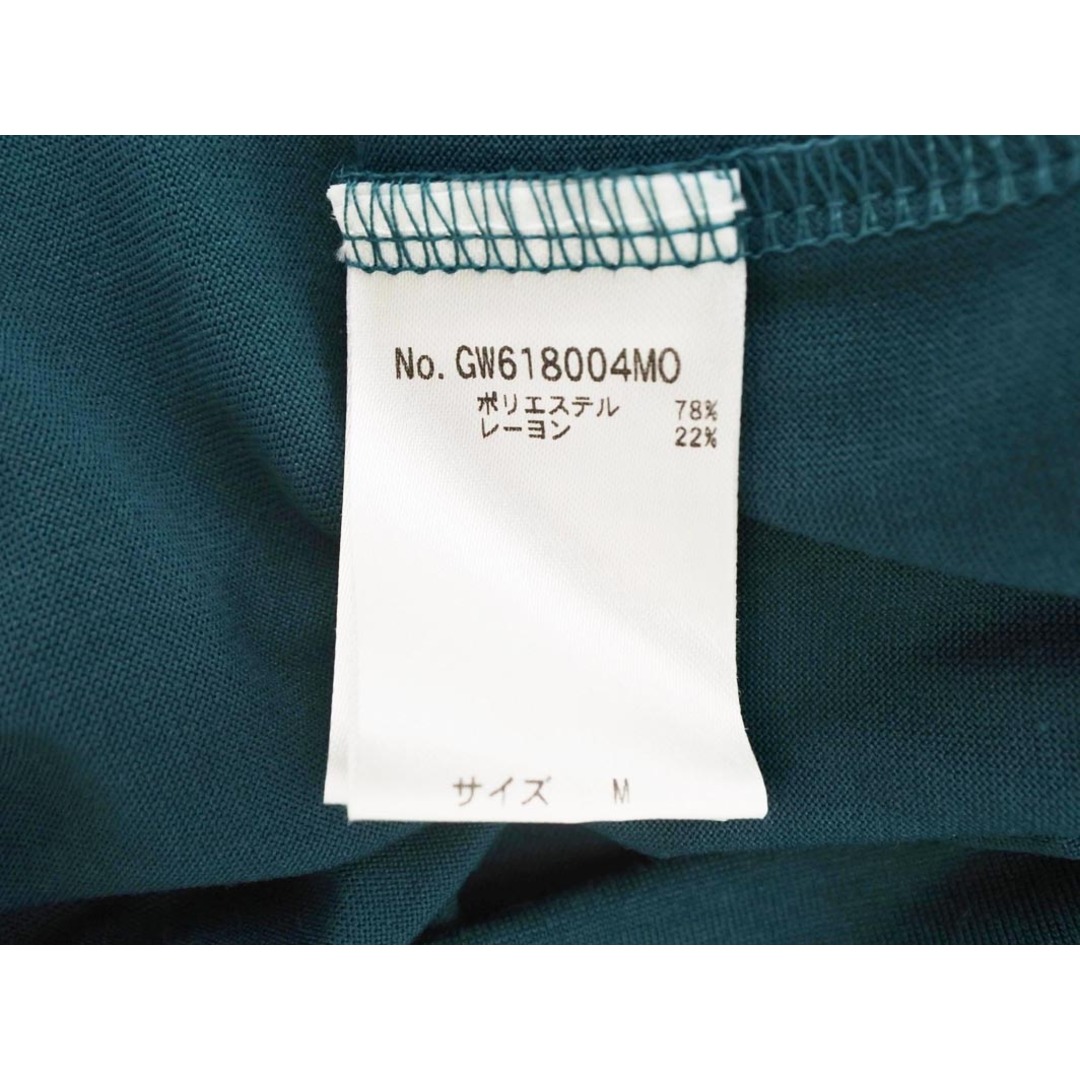 No. GW618004MO
ポリエステル 78%
レーヨン 22%
サイズ M